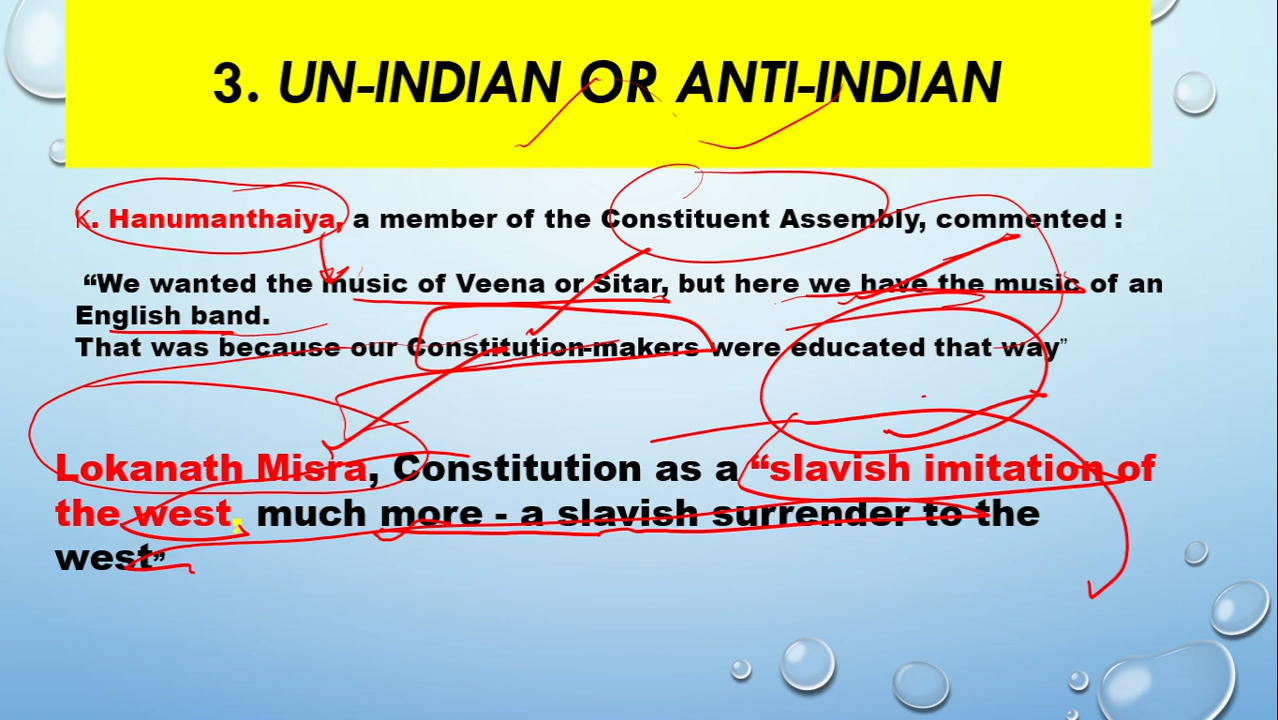 3. UN-INDIAN OR ANTI-INDIAN
K. Hanumanthaiya, a member of the Constituent Assembly, commented :
“We wanted the music of Veena or Sitar, but here we have the music of an
English band.
That was because our Constitution-makers were educated that way”
Lokanath Misra, Constitution as a “slavish imitation of
the west, much more - a slavish surrender to the
west”